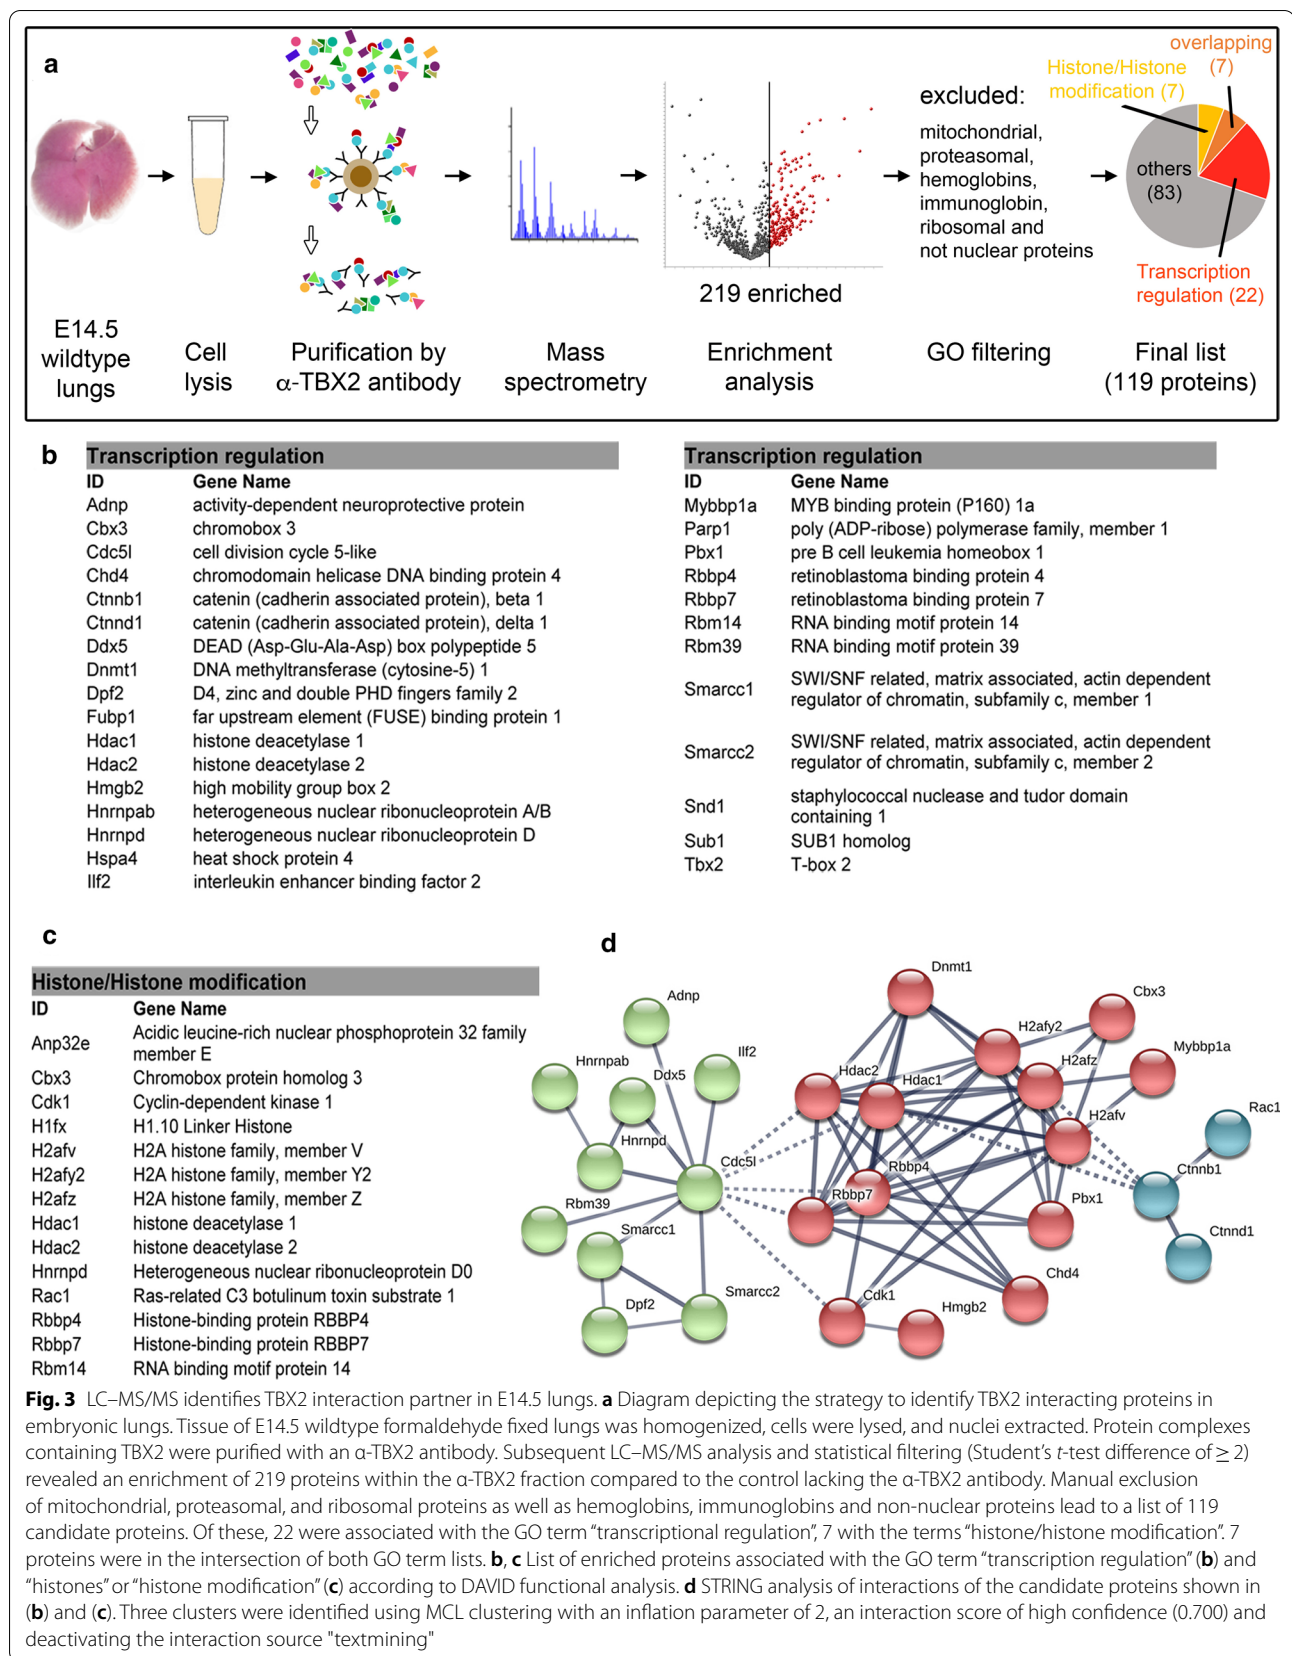 a
E14.5
wildtype
lungs
Cell
lysis
Purification by
α-TBX2 antibody
Mass
spectrometry
219 enriched
Enrichment
analysis
excluded:
mitochondrial,
proteasomal,
hemoglobins,
immunoglobin,
ribosomal and
not nuclear proteins
GO filtering
overlapping
(7)
Histone/Histone
modification (7)
others
(83)
Transcription
regulation (22)
Final list
(119 proteins)
b
Transcription regulation
ID Gene Name
Adnp activity-dependent neuroprotective protein
Cbx3 chromobox 3
Cdc5l cell division cycle 5-like
Chd4 chromodomain helicase DNA binding protein 4
Ctnnb1 catenin (cadherin associated protein), beta 1
Ctnnd1 catenin (cadherin associated protein), delta 1
Ddx5 DEAD (Asp-Glu-Ala-Asp) box polypeptide 5
Dnmt1 DNA methyltransferase (cytosine-5) 1
Dpf2 D4, zinc and double PHD fingers family 2
Fubp1 far upstream element (FUSE) binding protein 1
Hdac1 histone deacetylase 1
Hdac2 histone deacetylase 2
Hmgb2 high mobility group box 2
Hnrnpab heterogeneous nuclear ribonucleoprotein A/B
Hnrnpd heterogeneous nuclear ribonucleoprotein D
Hspa4 heat shock protein 4
Ilf2 interleukin enhancer binding factor 2
Transcription regulation
ID Gene Name
Mybbp1a MYB binding protein (P160) 1a
Parp1 poly (ADP-ribose) polymerase family, member 1
Pbx1 pre B cell leukemia homeobox 1
Rbbp4 retinoblastoma binding protein 4
Rbbp7 retinoblastoma binding protein 7
Rbm14 RNA binding motif protein 14
Rbm39 RNA binding motif protein 39
Smarcc1 SWI/SNF related, matrix associated, actin dependent
regulator of chromatin, subfamily c, member 1
Smarcc2 SWI/SNF related, matrix associated, actin dependent
regulator of chromatin, subfamily c, member 2
Snd1 staphylococcal nuclease and tudor domain
containing 1
Sub1 SUB1 homolog
Tbx2 T-box 2
c
Histone/Histone modification
ID Gene Name
Anp32e Acidic leucine-rich nuclear phosphoprotein 32 family
member E
Cbx3 Chromobox protein homolog 3
Cdk1 Cyclin-dependent kinase 1
H1fx H1.10 Linker Histone
H2afv H2A histone family, member V
H2afy2 H2A histone family, member Y2
H2afz H2A histone family, member Z
Hdac1 histone deacetylase 1
Hdac2 histone deacetylase 2
Hnrnpd Heterogeneous nuclear ribonucleoprotein D0
Rac1 Ras-related C3 botulinum toxin substrate 1
Rbbp4 Histone-binding protein RBBP4
Rbbp7 Histone-binding protein RBBP7
Rbm14 RNA binding motif protein 14
d
Adnp
Hnrnpab
Ddx5
Ilf2
Hnrnpd
Cdc5l
Rbm39
Smarcc1
Dpf2
Smarcc2
Dnmt1
H2afy2
Cbx3
Hdac2
Hdac1
H2afz
Mybbp1a
H2afv
Rac1
Rbbp4
Rbbp7
Ctnnb1
Pbx1
Ctnnd1
Chd4
Cdk1
Hmgb2
Fig. 3 LC–MS/MS identifies TBX2 interaction partner in E14.5 lungs. a Diagram depicting the strategy to identify TBX2 interacting proteins in
embryonic lungs. Tissue of E14.5 wildtype formaldehyde fixed lungs was homogenized, cells were lysed, and nuclei extracted. Protein complexes
containing TBX2 were purified with an α-TBX2 antibody. Subsequent LC–MS/MS analysis and statistical filtering (Student's t-test difference of ≥ 2)
revealed an enrichment of 219 proteins within the α-TBX2 fraction compared to the control lacking the α-TBX2 antibody. Manual exclusion
of mitochondrial, proteasomal, and ribosomal proteins as well as hemoglobins, immunoglobins and non-nuclear proteins lead to a list of 119
candidate proteins. Of these, 22 were associated with the GO term “transcriptional regulation”, 7 with the terms “histone/histone modification”. 7
proteins were in the intersection of both GO term lists. b, c List of enriched proteins associated with the GO term “transcription regulation” (b) and
“histones” or “histone modification” (c) according to DAVID functional analysis. d STRING analysis of interactions of the candidate proteins shown in
(b) and (c). Three clusters were identified using MCL clustering with an inflation parameter of 2, an interaction score of high confidence (0.700) and
deactivating the interaction source "textmining"